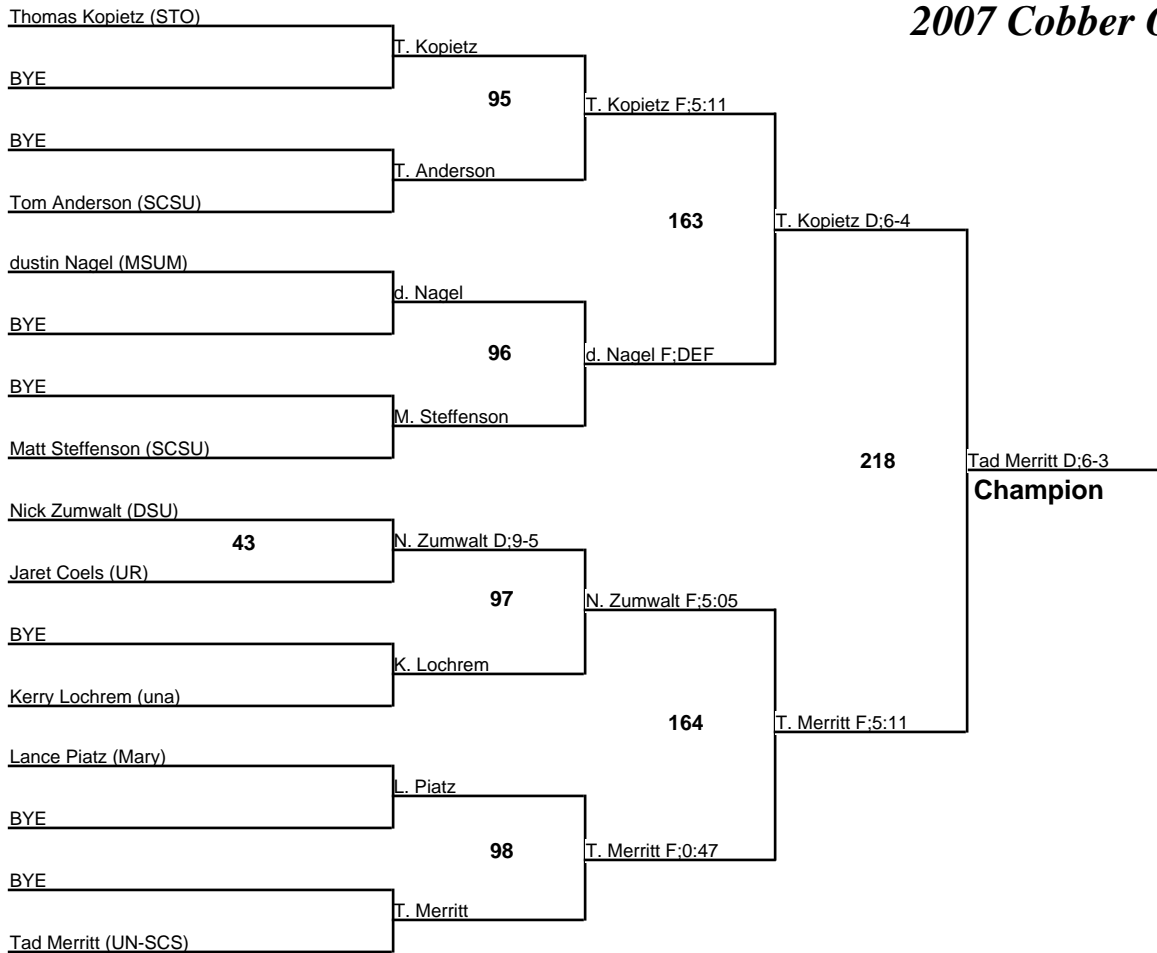 2007 Cobber
Thomas Kopietz (STO)
T. Kopietz
BYE
95
T. Kopietz F;5:11
BYE
T. Anderson
Tom Anderson (SCSU)
163
T. Kopietz D;6-4
dustin Nagel (MSUM)
d. Nagel
BYE
96
d. Nagel F;DEF
BYE
M. Steffenson
Matt Steffenson (SCSU)
218
Tad Merritt D;6-3
Champion
Nick Zumwalt (DSU)
43
N. Zumwalt D;9-5
Jaret Coels (UR)
97
N. Zumwalt F;5:05
BYE
K. Lochrem
Kerry Lochrem (una)
164
T. Merritt F;5:11
Lance Piatz (Mary)
L. Piatz
BYE
98
T. Merritt F;0:47
BYE
T. Merritt
Tad Merritt (UN-SCS)